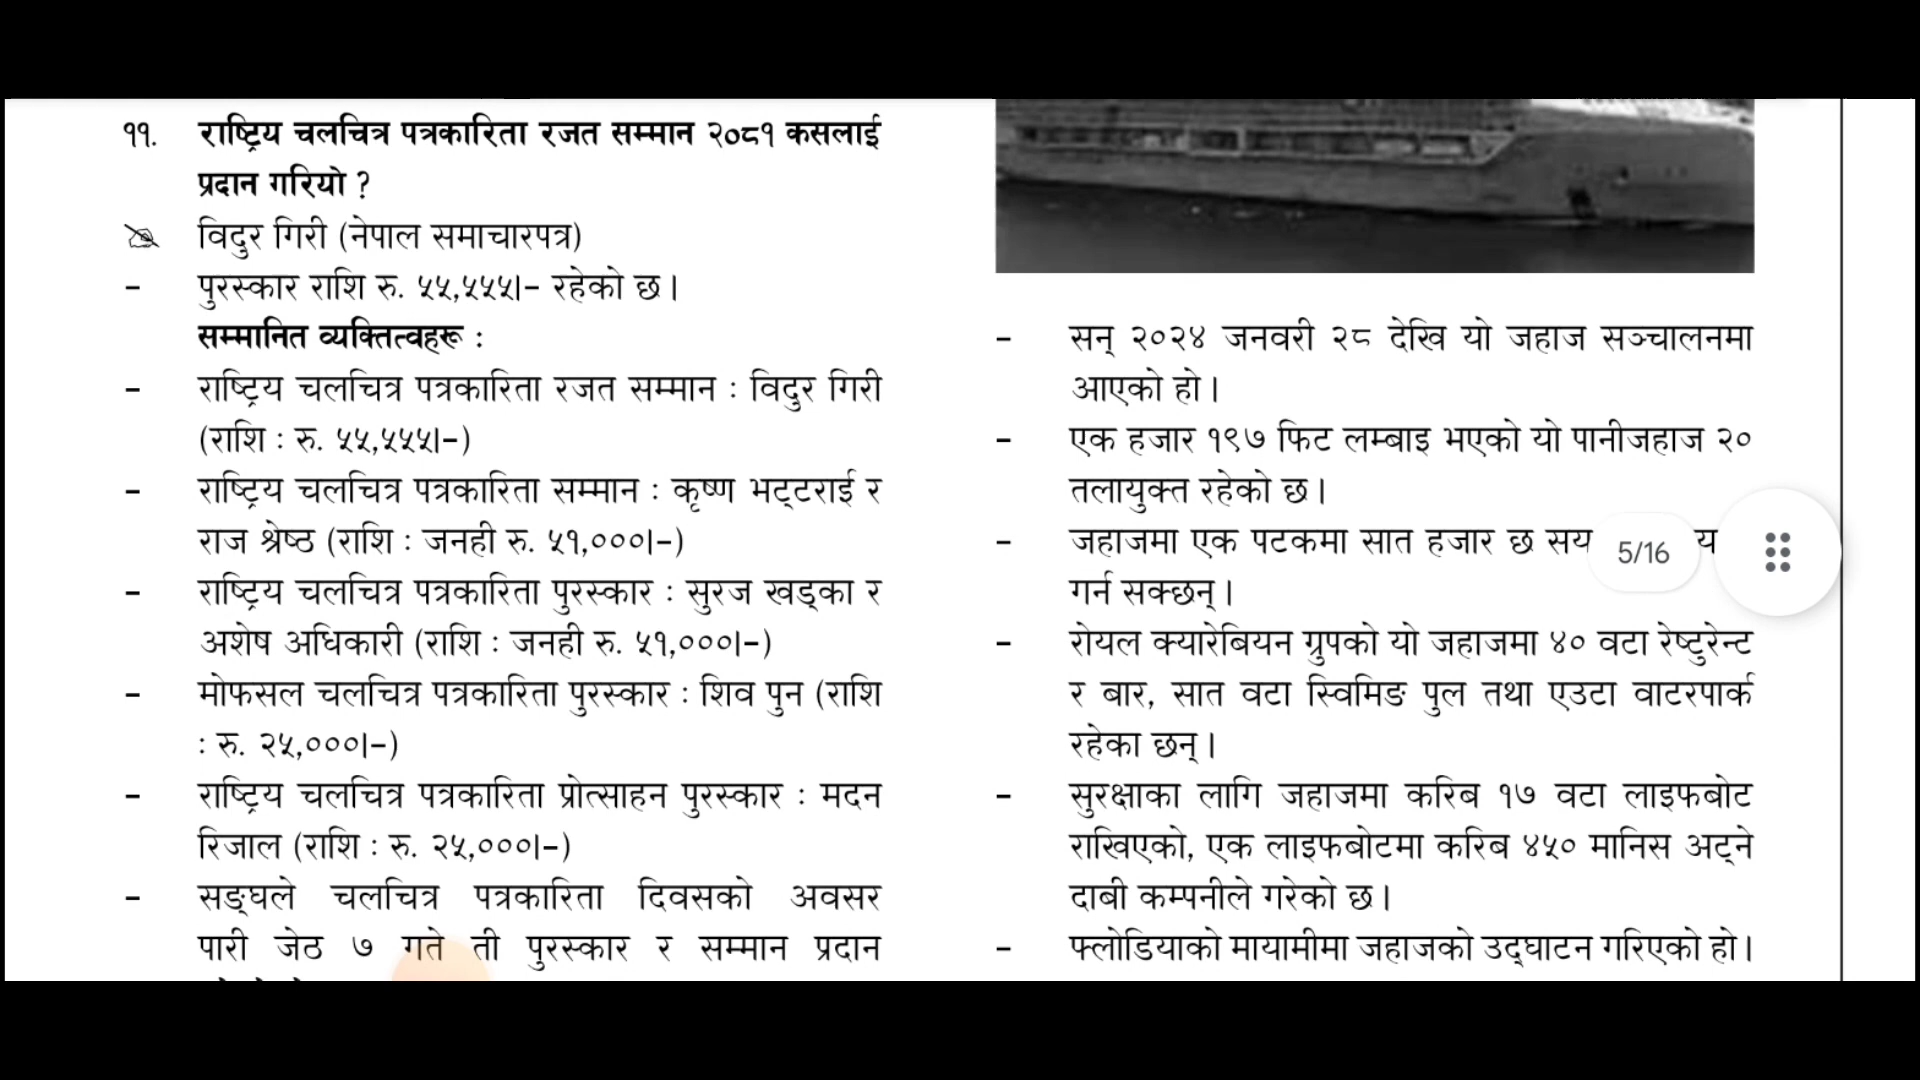 ११. राष्ट्रिय चलचित्र पत्रकारिता रजत सम्मान २०८१ कसलाई
प्रदान गरियो ?
विदुर गिरी (नेपाल समाचारपत्र)
- पुरस्कार राशि रु. ५५,५५५।- रहेको छ।
सम्मानित व्यक्तित्वहरू :
- राष्ट्रिय चलचित्र पत्रकारिता रजत सम्मान : विदुर गिरी
(राशि : रु. ५५,५५५।-)
- राष्ट्रिय चलचित्र पत्रकारिता सम्मान : कृष्ण भट्टराई र
राज श्रेष्ठ (राशि : जनही रु. ५१,०००।-)
- राष्ट्रिय चलचित्र पत्रकारिता पुरस्कार : सुरज खड्का र
अशेष अधिकारी (राशि : जनही रु. ५१,०००।-)
- मोफसल चलचित्र पत्रकारिता पुरस्कार : शिव पुन (राशि
: रु. २५,०००।-)
- राष्ट्रिय चलचित्र पत्रकारिता प्रोत्साहन पुरस्कार : मदन
रिजाल (राशि : रु. २५,०००।-)
- सङ्घले चलचित्र पत्रकारिता दिवसको अवसर
पारी जेठ ७ गते ती पुरस्कार र सम्मान प्रदान
- सन् २०२४ जनवरी २८ देखि यो जहाज सञ्चालनमा
आएको हो।
- एक हजार १९७ फिट लम्बाइ भएको यो पानीजहाज २०
तलायुक्त रहेको छ।
- जहाजमा एक पटकमा सात हजार छ सय
गर्न सक्छन्।
- रोयल क्यारेबियन ग्रुपको यो जहाजमा ४० वटा रेष्टुरेन्ट
र बार, सात वटा स्विमिङ पुल तथा एउटा वाटरपार्क
रहेका छन्।
- सुरक्षाका लागि जहाजमा करिब १७ वटा लाइफबोट
राखिएको, एक लाइफबोटमा करिब ४५० मानिस अट्ने
दाबी कम्पनीले गरेको छ।
- फ्लोडियाको मायामीमा जहाजको उद्घाटन गरिएको हो।
5/16